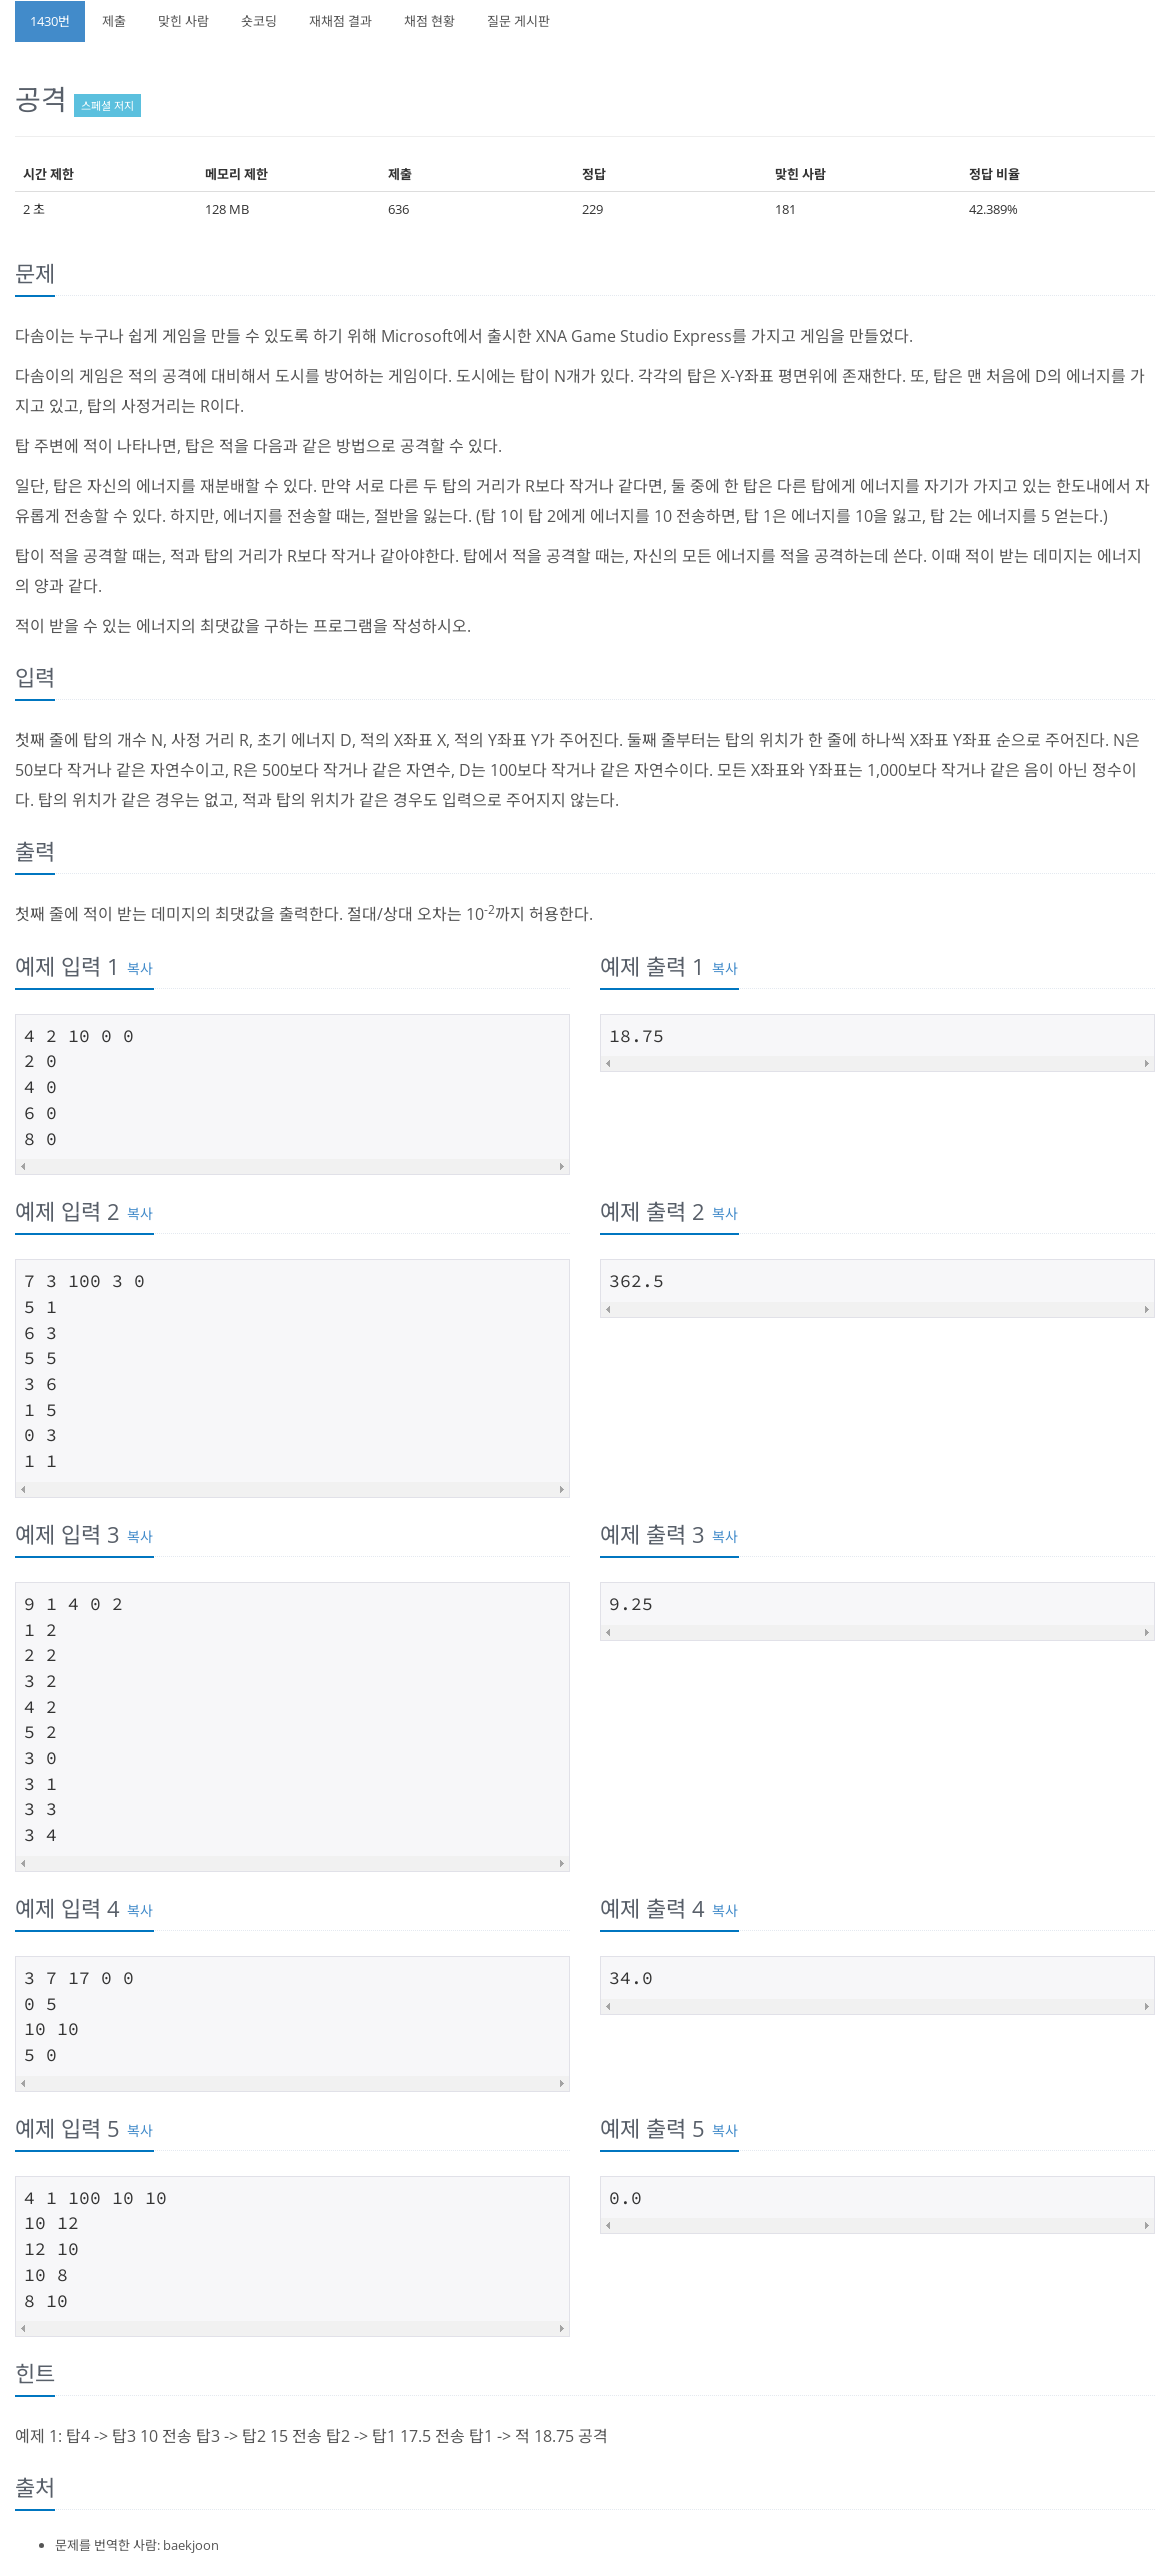 1430번 제출 맞힌 사람 숏코딩 재채점 결과 채점 현황 질문 게시판
공격 스페셜 저지
시간 제한 메모리 제한 제출 정답 맞힌 사람 정답 비율
2 초 128 MB 636 229 181 42.389%
문제
다솜이는 누구나 쉽게 게임을 만들 수 있도록 하기 위해 Microsoft에서 출시한 XNA Game Studio Express를 가지고 게임을 만들었다.
다솜이의 게임은 적의 공격에 대비해서 도시를 방어하는 게임이다. 도시에는 탑이 N개가 있다. 각각의 탑은 X-Y좌표 평면위에 존재한다. 또, 탑은 맨 처음에 D의 에너지를 가
지고 있고, 탑의 사정거리는 R이다.
탑 주변에 적이 나타나면, 탑은 적을 다음과 같은 방법으로 공격할 수 있다.
일단, 탑은 자신의 에너지를 재분배할 수 있다. 만약 서로 다른 두 탑의 거리가 R보다 작거나 같다면, 둘 중에 한 탑은 다른 탑에게 에너지를 자기가 가지고 있는 한도내에서 자
유롭게 전송할 수 있다. 하지만, 에너지를 전송할 때는, 절반을 잃는다. (탑 1이 탑 2에게 에너지를 10 전송하면, 탑 1은 에너지를 10을 잃고, 탑 2는 에너지를 5 얻는다.)
탑이 적을 공격할 때는, 적과 탑의 거리가 R보다 작거나 같아야한다. 탑에서 적을 공격할 때는, 자신의 모든 에너지를 적을 공격하는데 쓴다. 이때 적이 받는 데미지는 에너지
의 양과 같다.
적이 받을 수 있는 에너지의 최댓값을 구하는 프로그램을 작성하시오.
입력
첫째 줄에 탑의 개수 N, 사정 거리 R, 초기 에너지 D, 적의 X좌표 X, 적의 Y좌표 Y가 주어진다. 둘째 줄부터는 탑의 위치가 한 줄에 하나씩 X좌표 Y좌표 순으로 주어진다. N은
50보다 작거나 같은 자연수이고, R은 500보다 작거나 같은 자연수, D는 100보다 작거나 같은 자연수이다. 모든 X좌표와 Y좌표는 1,000보다 작거나 같은 음이 아닌 정수이
다. 탑의 위치가 같은 경우는 없고, 적과 탑의 위치가 같은 경우도 입력으로 주어지지 않는다.
출력
첫째 줄에 적이 받는 데미지의 최댓값을 출력한다. 절대/상대 오차는 10-2까지 허용한다.
예제 입력 1 복사
4 2 10 0 0
2 0
4 0
6 0
8 0
예제 출력 1 복사
18.75
예제 입력 2 복사
7 3 100 3 0
5 1
6 3
5 5
3 6
1 5
0 3
1 1
예제 출력 2 복사
362.5
예제 입력 3 복사
9 1 4 0 2
1 2
2 2
3 2
4 2
5 2
3 0
3 1
3 3
3 4
예제 출력 3 복사
9.25
예제 입력 4 복사
3 7 17 0 0
0 5
10 10
5 0
예제 출력 4 복사
34.0
예제 입력 5 복사
4 1 100 10 10
10 12
12 10
10 8
8 10
예제 출력 5 복사
0.0
힌트
예제 1: 탑4 -> 탑3 10 전송 탑3 -> 탑2 15 전송 탑2 -> 탑1 17.5 전송 탑1 -> 적 18.75 공격
출처
문제를 번역한 사람: baekjoon